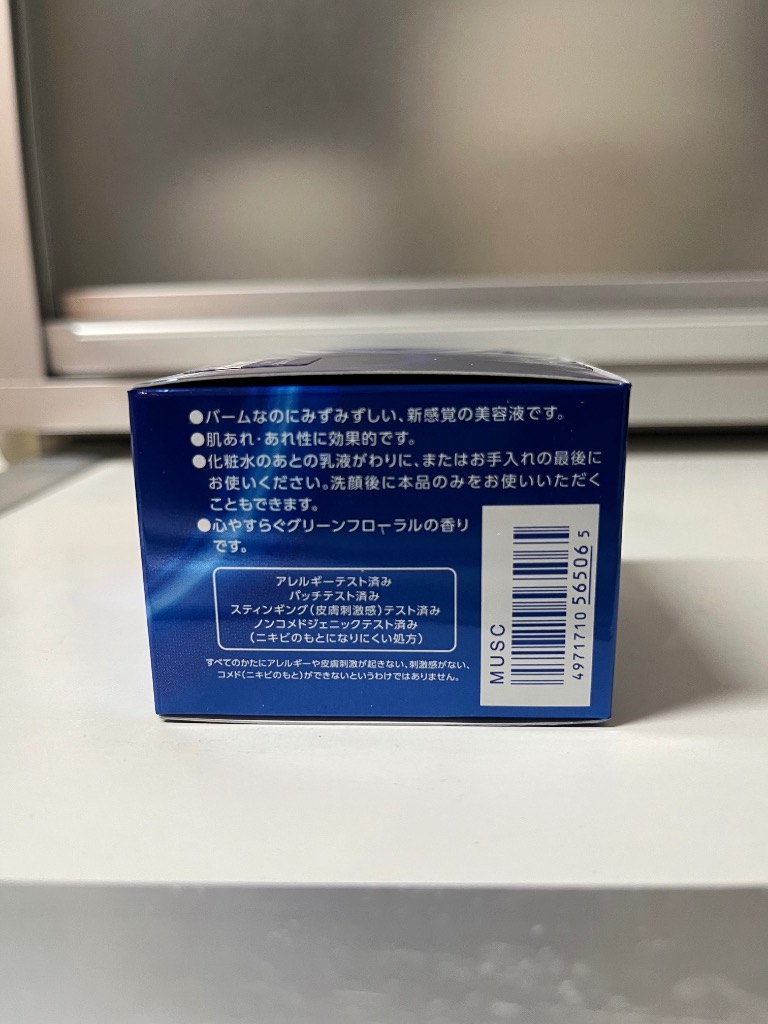 ●バームなのにみずみずしい、新感覚の美容液です。
●肌あれ・あれ性に効果的です。
●化粧水のあとの乳液がわりに、またはお手入れの最後に
お使いください。洗顔後に本品のみをお使いいただく
こともできます。
●心やすらぐグリーンフローラルの香り
です。
アレルギーテスト済み
パッチテスト済み
スティンギング(皮膚刺激感)テスト済み
ノンコメドジェニックテスト済み
(ニキビのもとになりにくい処方)
すべてのかたにアレルギーや皮膚刺激が起きない、刺激感がない、
コメド(ニキビのもと)ができないというわけではありません。
MUSC
4971710 565065